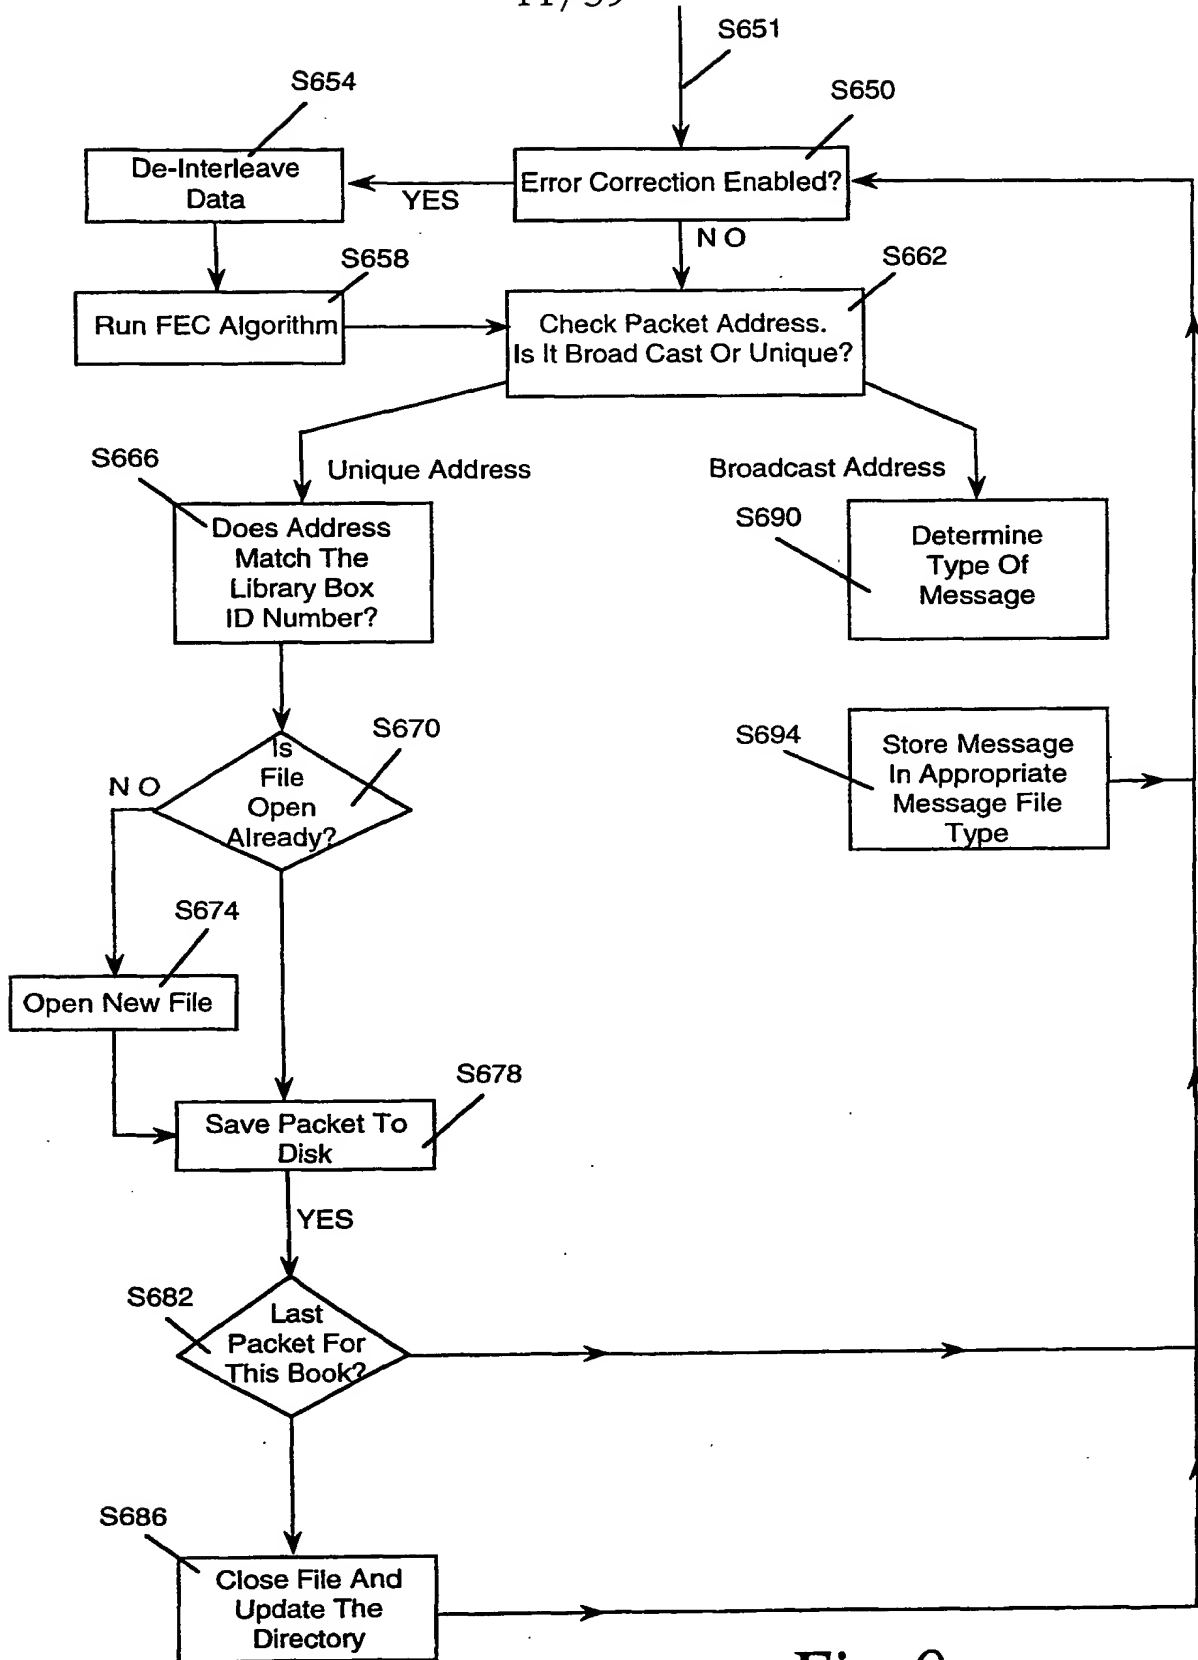 S651
S654
S650
De-Interleave
Data
YES
Error Correction Enabled?
NO
S658
S662
Run FEC Algorithm
Check Packet Address.
Is It Broad Cast Or Unique?
S666
Unique Address
Broadcast Address
Does Address
Match The
Library Box
ID Number?
S690
Determine
Type Of
Message
S670
Is
File
Open
Already?
NO
S694
Store Message
In Appropriate
Message File
Type
S674
Open New File
S678
Save Packet To
Disk
YES
S682
Last
Packet For
This Book?
S686
Close File And
Update The
Directory